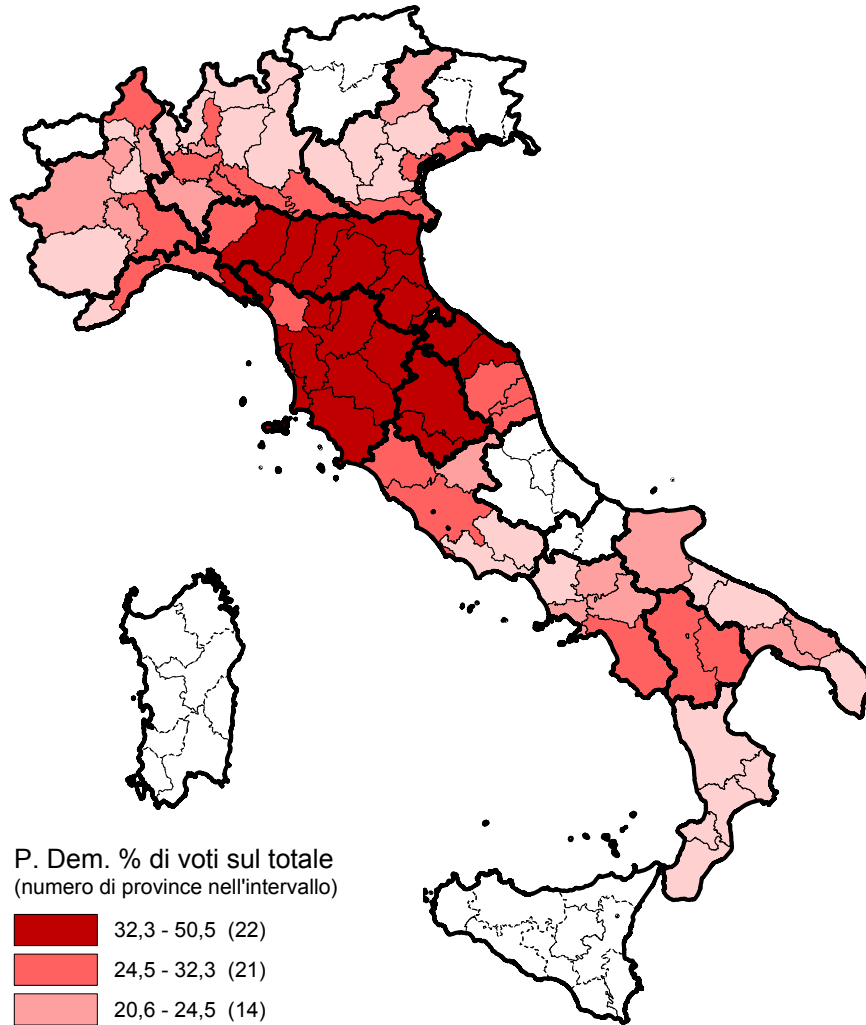 P. Dem. % di voti sul totale
(numero di province nell'intervallo)
32,3 - 50,5 (22)
24,5 - 32,3 (21)
20,6 - 24,5 (14)